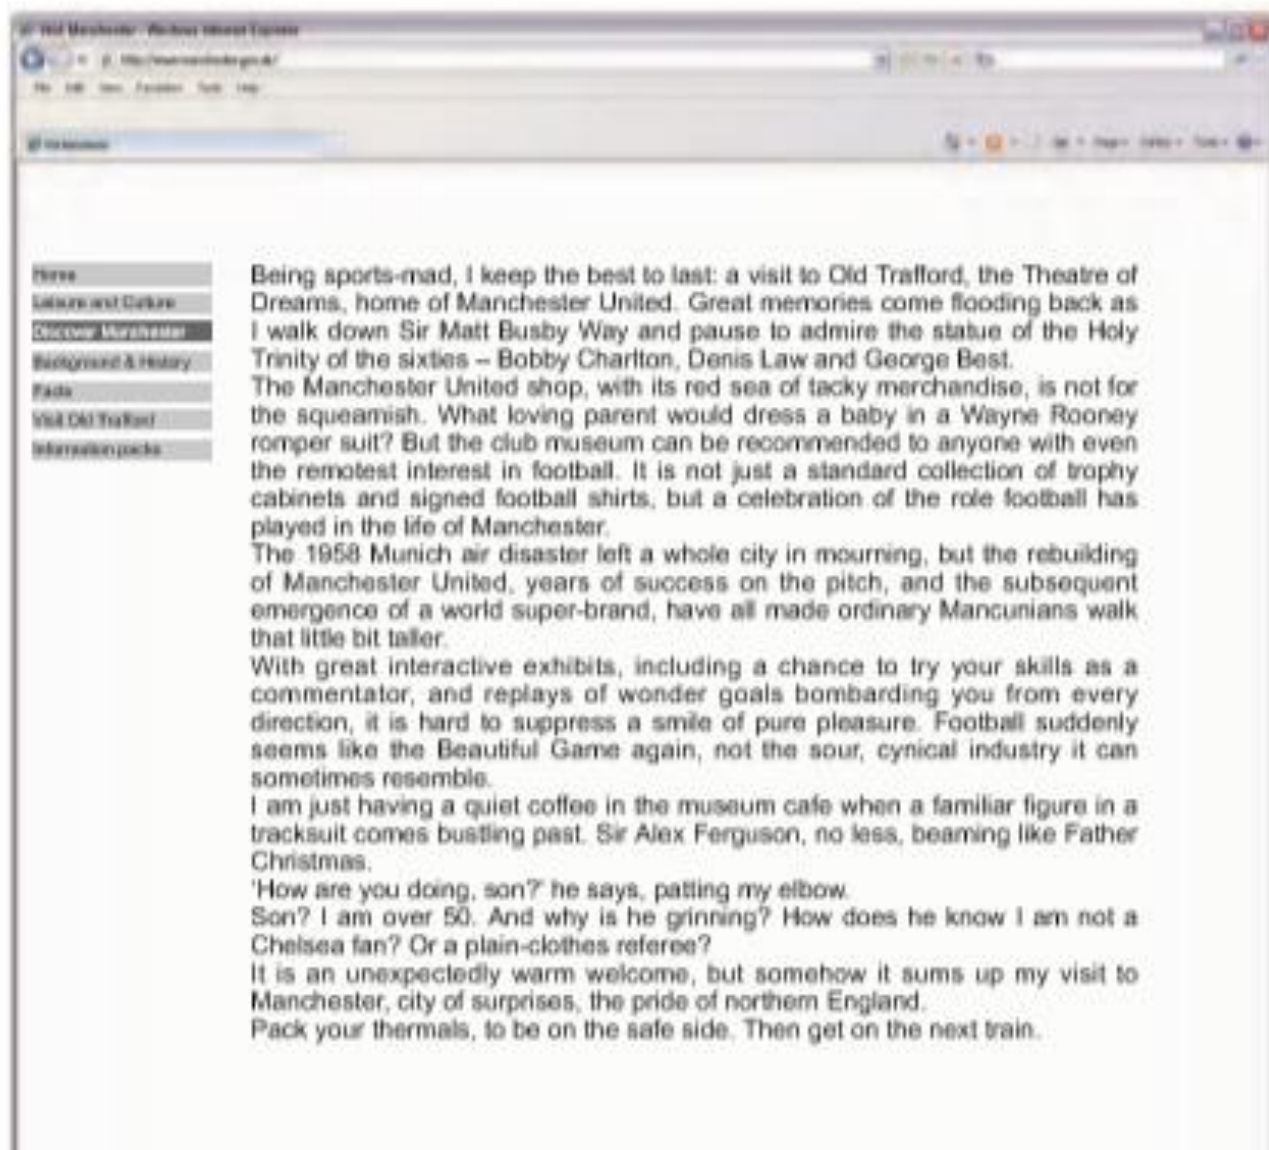 Visit Manchester - Windows Internet Explorer
File Edit View Favorites Tools Help
Home
Leisure and Culture
Discover Manchester
Background & History
Facts
Visit Old Trafford
Information packs
Being sports-mad, I keep the best to last: a visit to Old Trafford, the Theatre of
Dreams, home of Manchester United. Great memories come flooding back as
I walk down Sir Matt Busby Way and pause to admire the statue of the Holy
Trinity of the sixties – Bobby Charlton, Denis Law and George Best.
The Manchester United shop, with its red sea of tacky merchandise, is not for
the squeamish. What loving parent would dress a baby in a Wayne Rooney
romper suit? But the club museum can be recommended to anyone with even
the remotest interest in football. It is not just a standard collection of trophy
cabinets and signed football shirts, but a celebration of the role football has
played in the life of Manchester.
The 1958 Munich air disaster left a whole city in mourning, but the rebuilding
of Manchester United, years of success on the pitch, and the subsequent
emergence of a world super-brand, have all made ordinary Mancunians walk
that little bit taller.
With great interactive exhibits, including a chance to try your skills as a
commentator, and replays of wonder goals bombarding you from every
direction, it is hard to suppress a smile of pure pleasure. Football suddenly
seems like the Beautiful Game again, not the sour, cynical industry it can
sometimes resemble.
I am just having a quiet coffee in the museum cafe when a familiar figure in a
tracksuit comes bustling past. Sir Alex Ferguson, no less, beaming like Father
Christmas.
'How are you doing, son?' he says, patting my elbow.
Son? I am over 50. And why is he grinning? How does he know I am not a
Chelsea fan? Or a plain-clothes referee?
It is an unexpectedly warm welcome, but somehow it sums up my visit to
Manchester, city of surprises, the pride of northern England.
Pack your thermals, to be on the safe side. Then get on the next train.